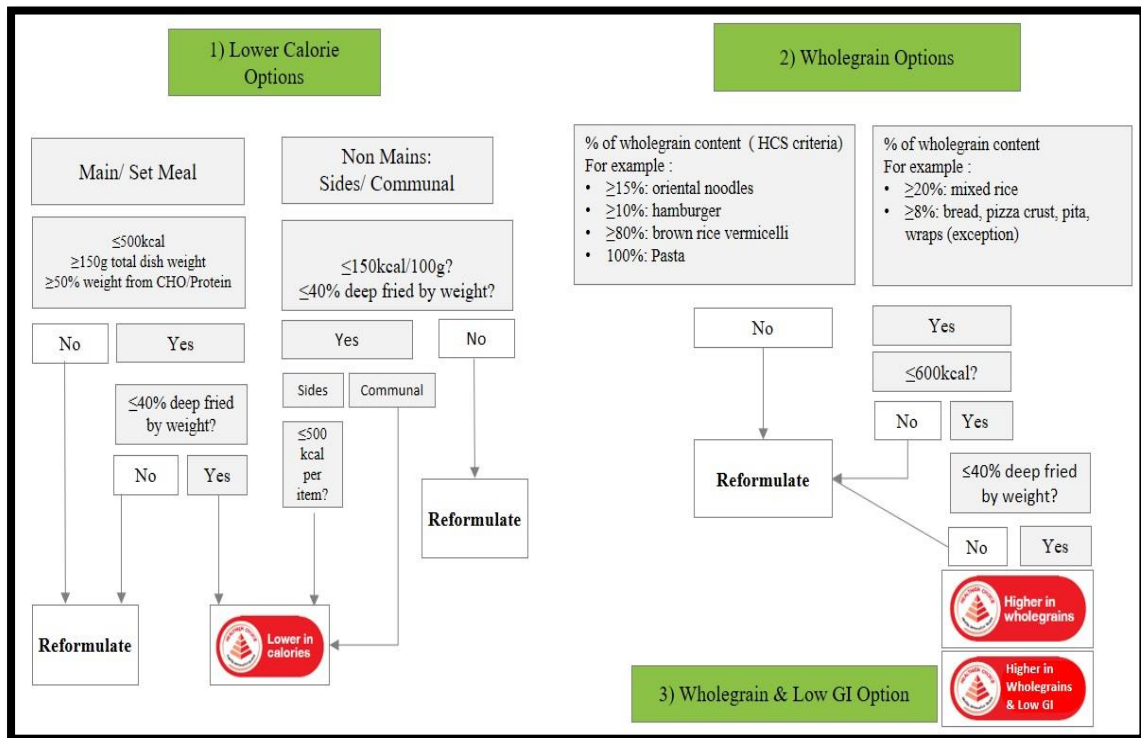 1) Lower Calorie
Options
Main/ Set Meal
Non Mains:
Sides/ Communal
≤500kcal
≥150g total dish weight
≥50% weight from CHO/Protein
≤150kcal/100g?
≤40% deep fried by weight?
No
Yes
Yes
No
≤40% deep fried
by weight?
Sides
Communal
≤500
kcal
per
item?
No
Yes
Reformulate
Reformulate
Lower in
calories
2) Wholegrain Options
% of wholegrain content ( HCS criteria)
For example :
• ≥15%: oriental noodles
• ≥10%: hamburger
• ≥80%: brown rice vermicelli
• 100%: Pasta
% of wholegrain content
For example :
• ≥20%: mixed rice
• ≥8%: bread, pizza crust, pita,
wraps (exception)
No
Yes
≤600kcal?
No
Yes
Reformulate
≤40% deep fried
by weight?
No
Yes
Higher in
wholegrains
3) Wholegrain & Low GI Option
Higher in
Wholegrains
& Low GI